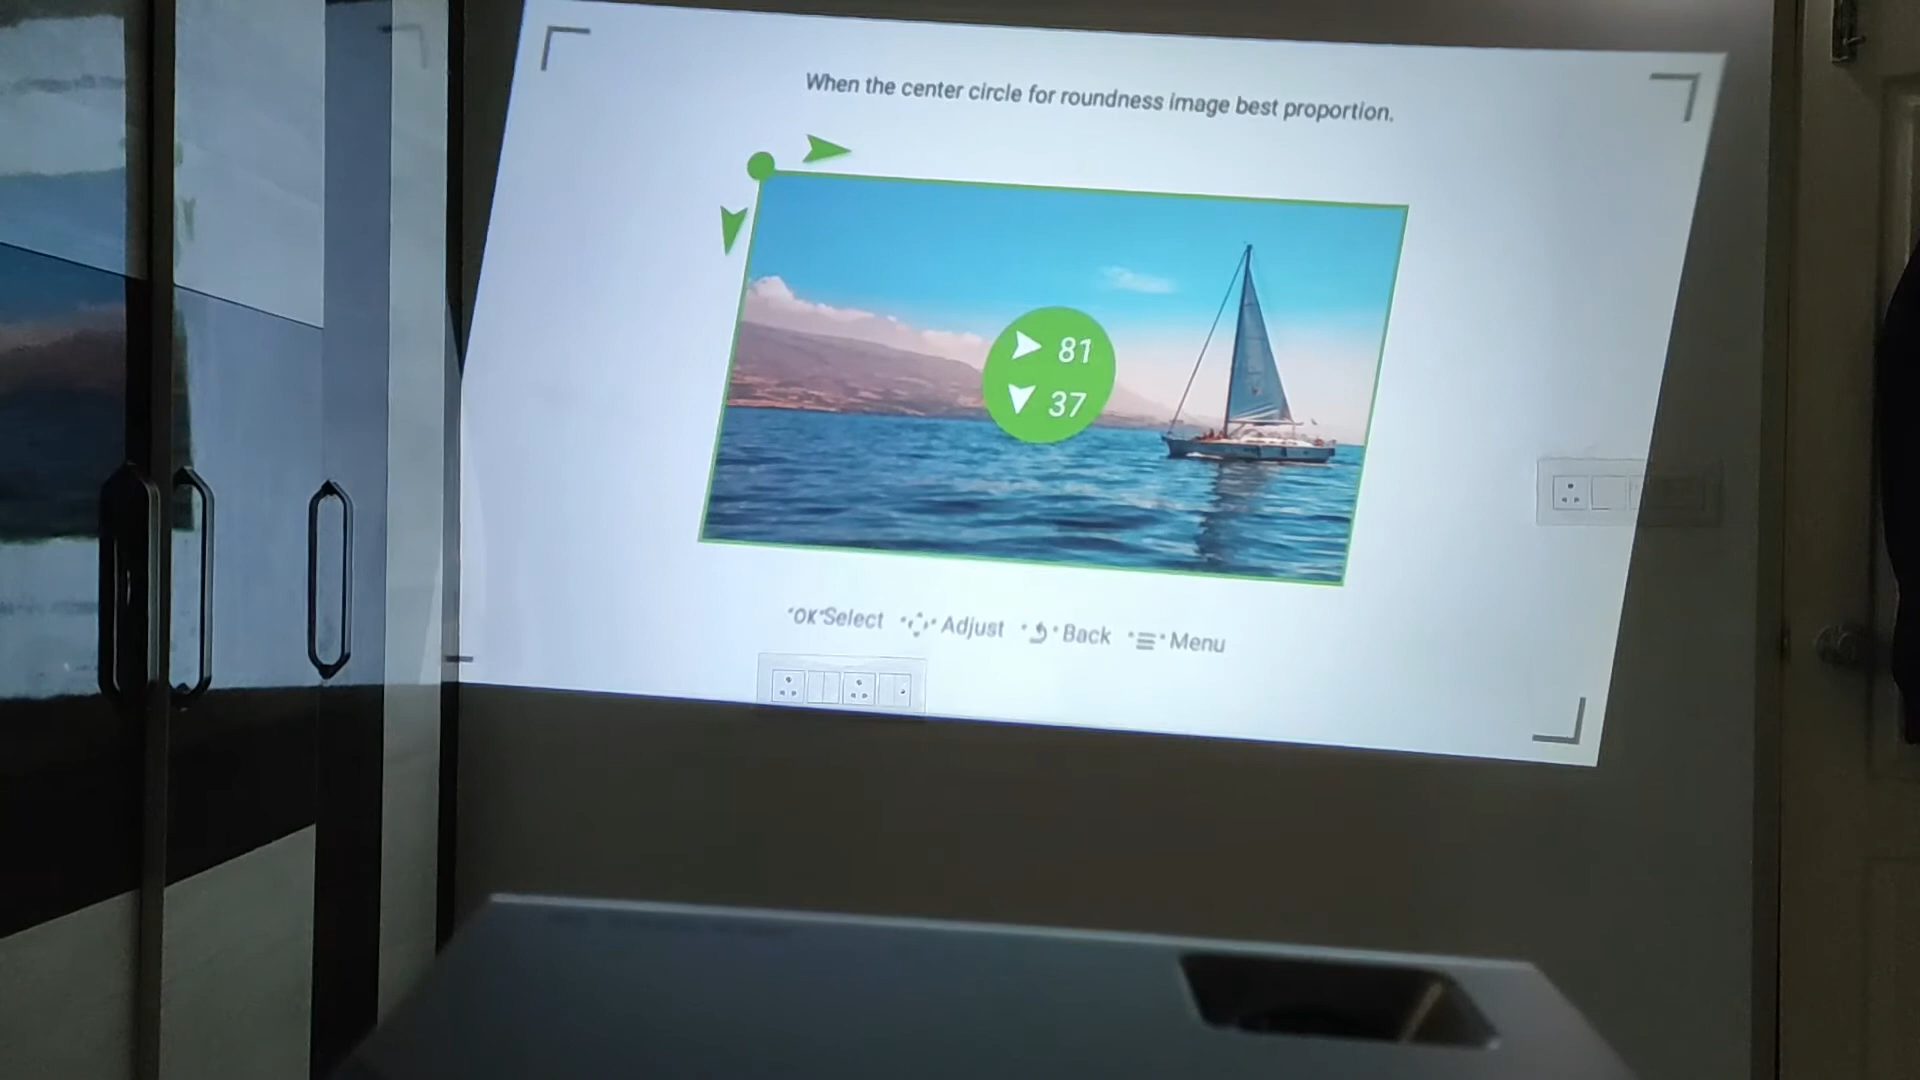 When the center circle for roundness image best proportion.
81
37
"OK"Select Adjust Back Menu